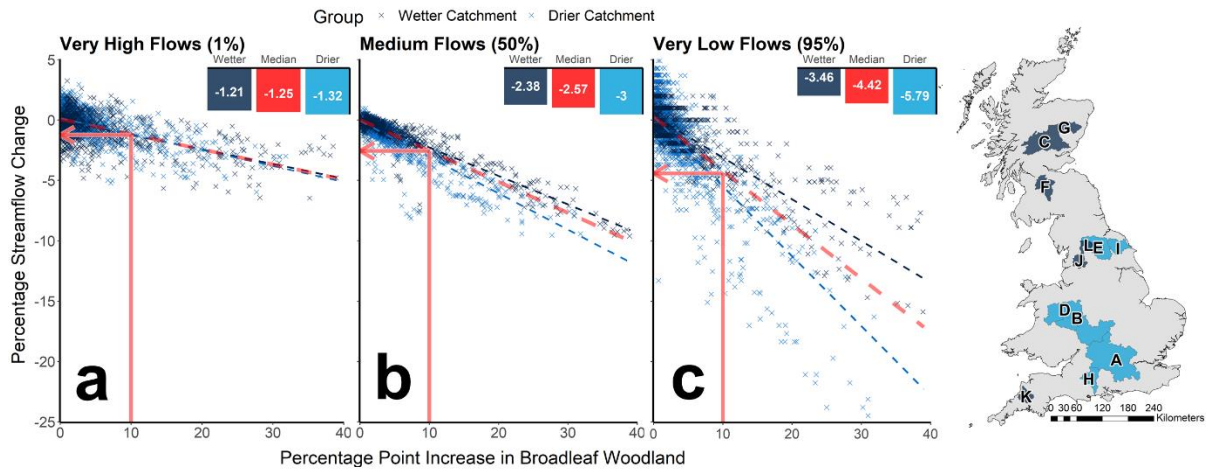 Group × Wetter Catchment × Drier Catchment
Very High Flows (1%)
Wetter Median Drier
-1.21 -1.25 -1.32
Medium Flows (50%)
Wetter Median Drier
-2.38 -2.57 -3
Very Low Flows (95%)
Wetter Median Drier
-3.46 -4.42 -5.79
Percentage Streamflow Change
5
0
-5
-10
-15
-20
-25
a
b
c
0 10 20 30 40
0 10 20 30 40
0 10 20 30 40
Percentage Point Increase in Broadleaf Woodland
G
C
F
L E I
J
D
B
A
H
K
0 30 60 120 180 240
Kilometers